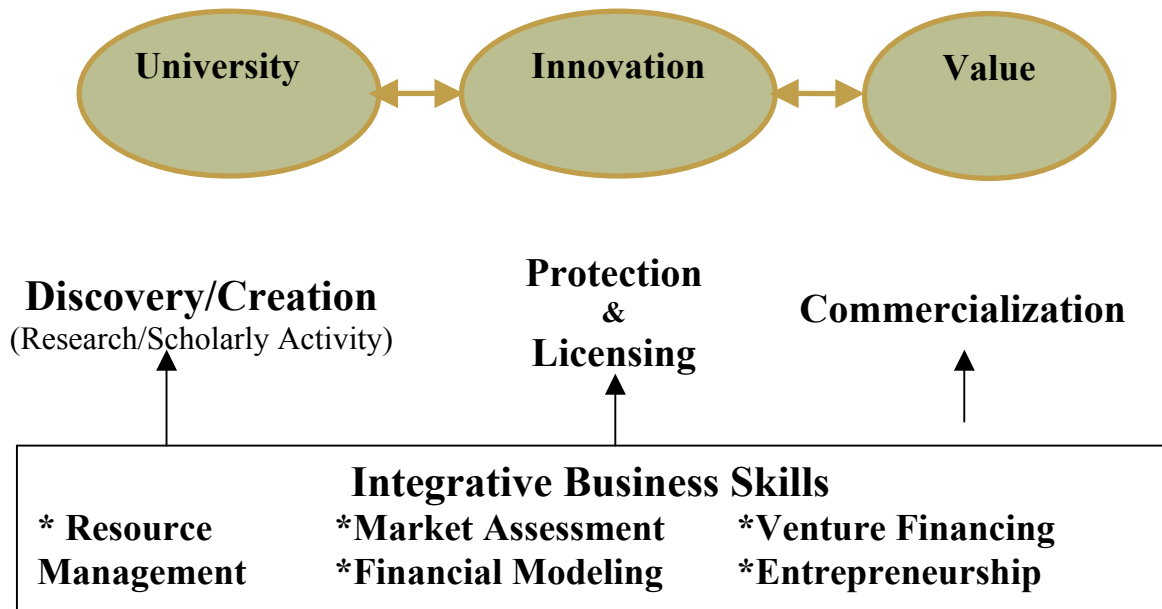 University
Innovation
Value
Discovery/Creation
(Research/Scholarly Activity)
Protection
&
Licensing
Commercialization
Integrative Business Skills
* Resource
Management
*Market Assessment
*Financial Modeling
*Venture Financing
*Entrepreneurship